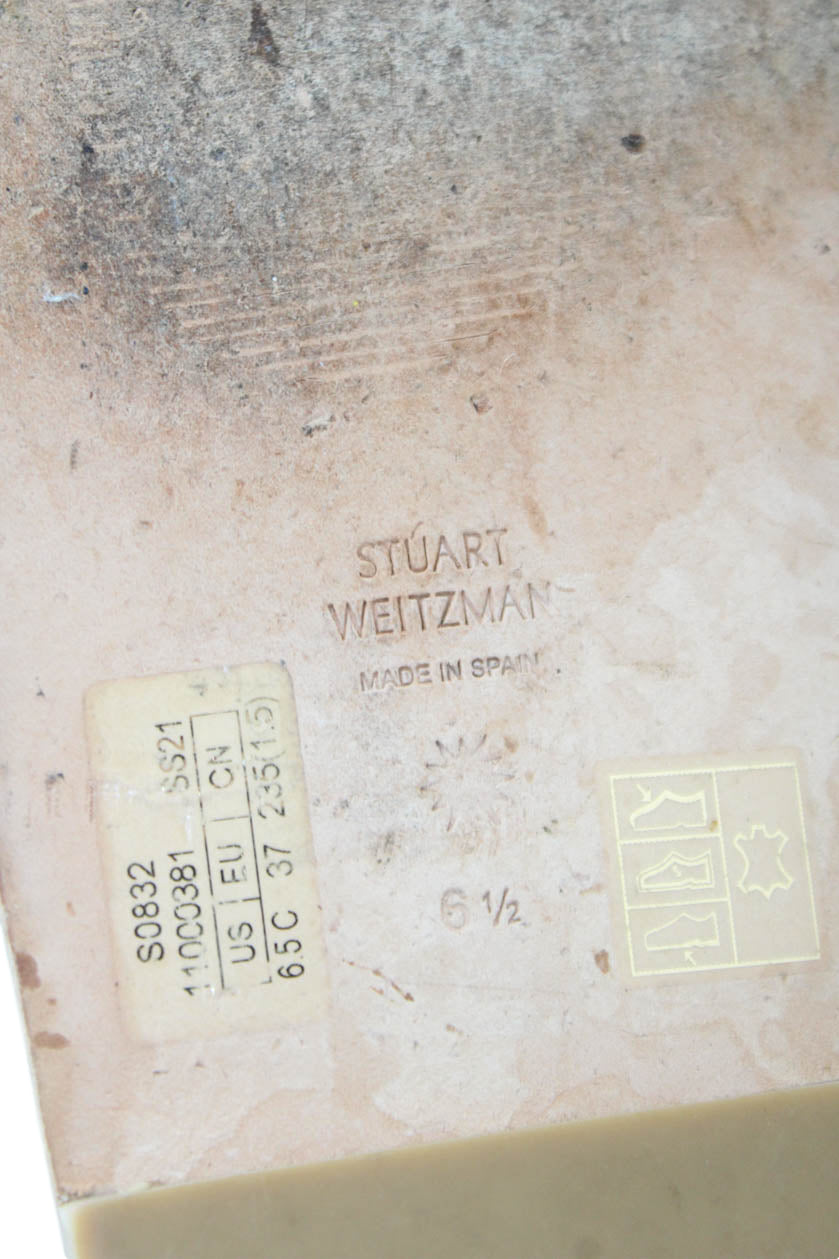 STUART
WEITZMAN
MADE IN SPAIN
6 ½
S0832
11000381 SS21
US EU CN
6.5 C 37 235(1.5)